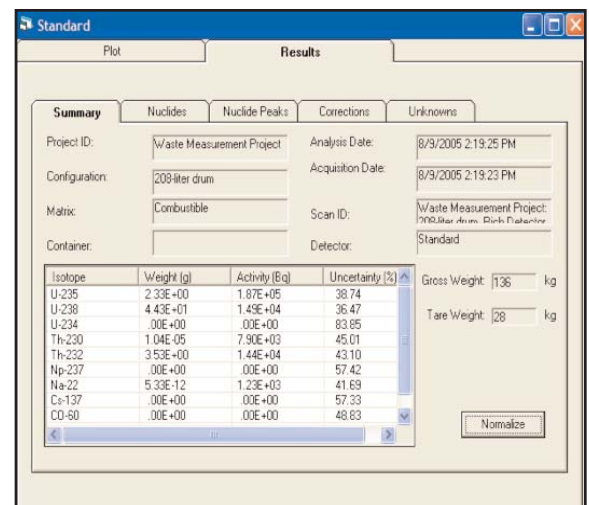 Standard
Plot Results
Summary Nuclides Nuclide Peaks Corrections Unknowns
Project ID: Waste Measurement Project Analysis Date: 8/9/2005 2:19:25 PM
Configuration: 208-liter drum Acquisition Date: 8/9/2005 2:19:23 PM
Matrix: Combustible Scan ID: Waste Measurement Project:
208-liter drum, Rich Detector
Container: Detector: Standard
Isotope Weight (g) Activity (Bq) Uncertainty (%)
U-235 2.33E+00 1.87E+05 38.74
U-238 4.43E+01 1.49E+04 36.47
U-234 .00E+00 .00E+00 83.85
Th-230 1.04E-05 7.90E+03 45.01
Th-232 3.53E+00 1.44E+04 43.10
Np-237 .00E+00 .00E+00 57.42
Na-22 5.33E-12 1.23E+03 41.69
Cs-137 .00E+00 .00E+00 57.33
CO-60 .00E+00 .00E+00 48.83
Gross Weight: 136 kg
Tare Weight: 28 kg
Normalize